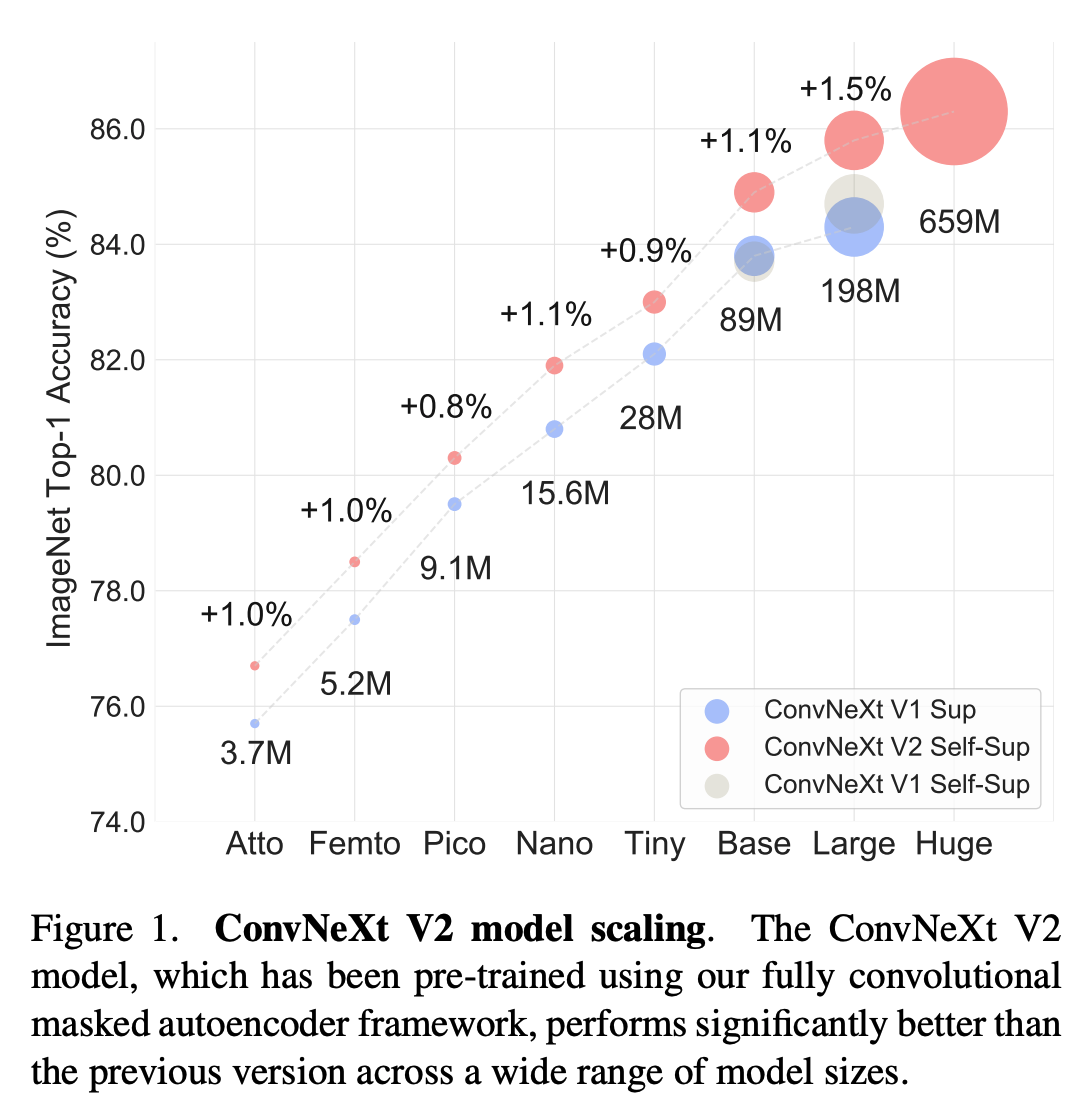 ImageNet Top-1 Accuracy (%)
86.0
84.0
82.0
80.0
78.0
76.0
74.0
+1.0%
+1.0%
+0.8%
+1.1%
+0.9%
+1.1%
+1.5%
3.7M
5.2M
9.1M
15.6M
28M
89M
198M
659M
ConvNeXt V1 Sup
ConvNeXt V2 Self-Sup
ConvNeXt V1 Self-Sup
Atto Femto Pico Nano Tiny Base Large Huge
Figure 1. ConvNeXt V2 model scaling. The ConvNeXt V2
model, which has been pre-trained using our fully convolutional
masked autoencoder framework, performs significantly better than
the previous version across a wide range of model sizes.